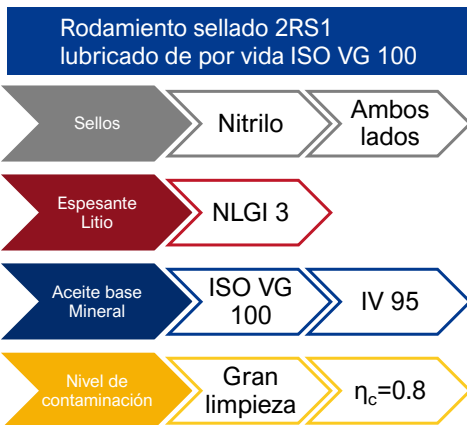 Rodamiento sellado 2RS1
lubricado de por vida ISO VG 100
Sellos
Nitrilo
Ambos
lados
Espesante
Litio
NLGI 3
Aceite base
Mineral
ISO VG
100
IV 95
Nivel de
contaminación
Gran
limpieza
ηc=0.8